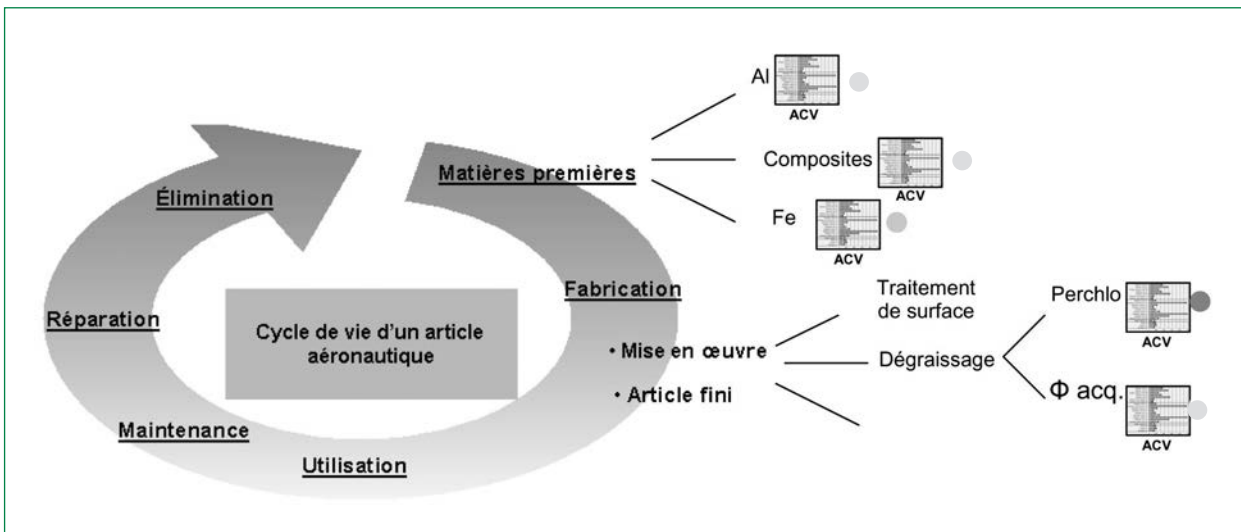 Al
ACV
Composites
ACV
Fe
ACV
Matières premières
Élimination
Fabrication
Réparation
Cycle de vie d'un article
aéronautique
• Mise en œuvre
• Article fini
Maintenance
Utilisation
Traitement
de surface
Dégraissage
Perchlo
ACV
Φ acq.
ACV